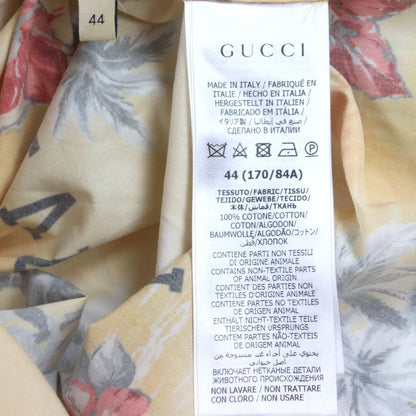 44
GUCCI
MADE IN ITALY / FABRIQUÉ EN
ITALIE / HECHO EN ITALIA /
HERGESTELLT IN ITALIEN /
FABRICADO EM ITÁLIA /
イタリア製 / صنع في إيطاليا /
СДЕЛАНО В ИТАЛИИ
44 (170/84A)
TESSUTO/FABRIC/TISSU/
TEJIDO/GEWEBE/TECIDO/
本体/قماش/ТКАНЬ
100% COTONE/COTTON/
COTON/ALGODON/
BAUMWOLLE/ALGODÃO/コットン/
قطن/ХЛОПОК
CONTIENE PARTI NON TESSILI
DI ORIGINE ANIMALE
CONTAINS NON-TEXTILE PARTS
OF ANIMAL ORIGIN
CONTIENT DES PARTIES NON
TEXTILES D'ORIGINE ANIMALE
CONTIENE PARTES NO TEXTILES
DE ORIGEN ANIMAL
ENTHÄLT NICHT-TEXTILE TEILE
TIERISCHEN URSPRUNGS
CONTEM PARTES NÃO TEXTEIS
DE ORIGEM ANIMAL
يحتوي على أجزاء غير منسوجة من
أصل حيواني
ВКЛЮЧАЕТ НЕТКАНЫЕ ДЕТАЛИ
ЖИВОТНОГО ПРОИСХОЖДЕНИЯ
NON LAVARE / NON TRATTARE
CON CLORO / NON USARE